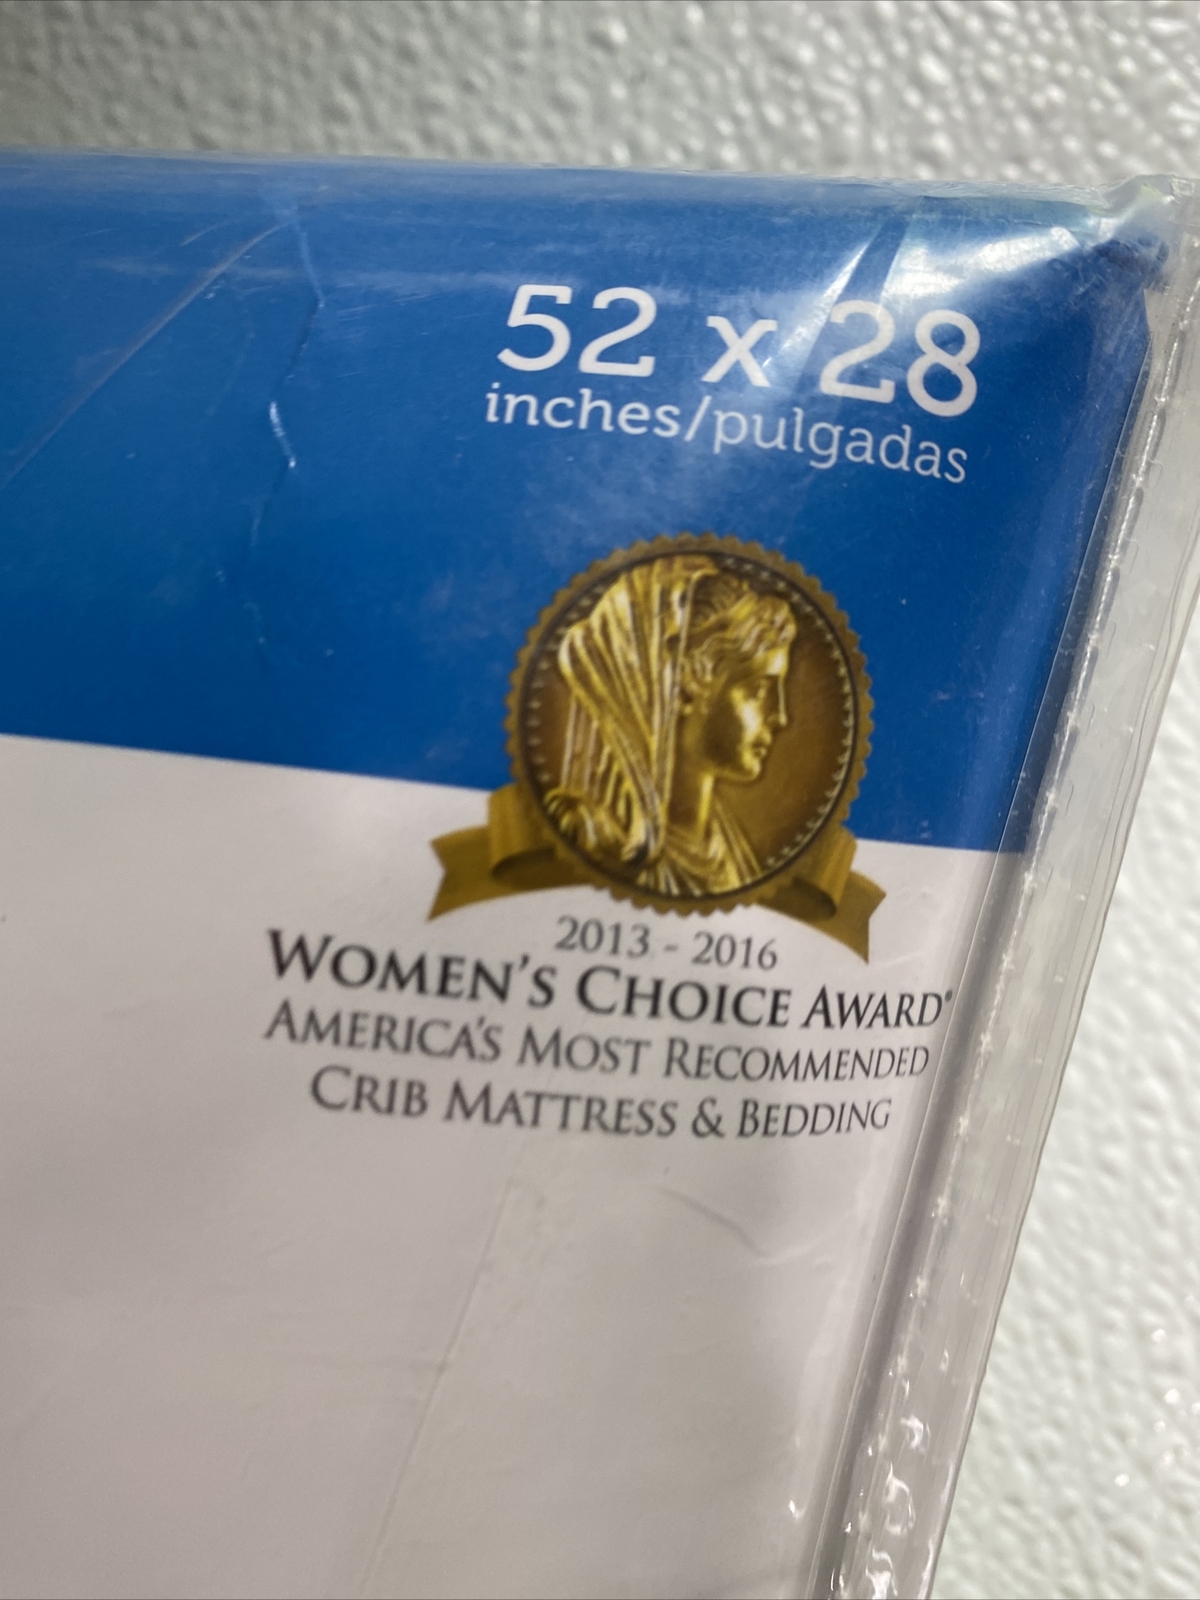 52 x 28
inches/pulgadas
2013 - 2016
WOMEN'S CHOICE AWARD®
AMERICA'S MOST RECOMMENDED
CRIB MATTRESS & BEDDING